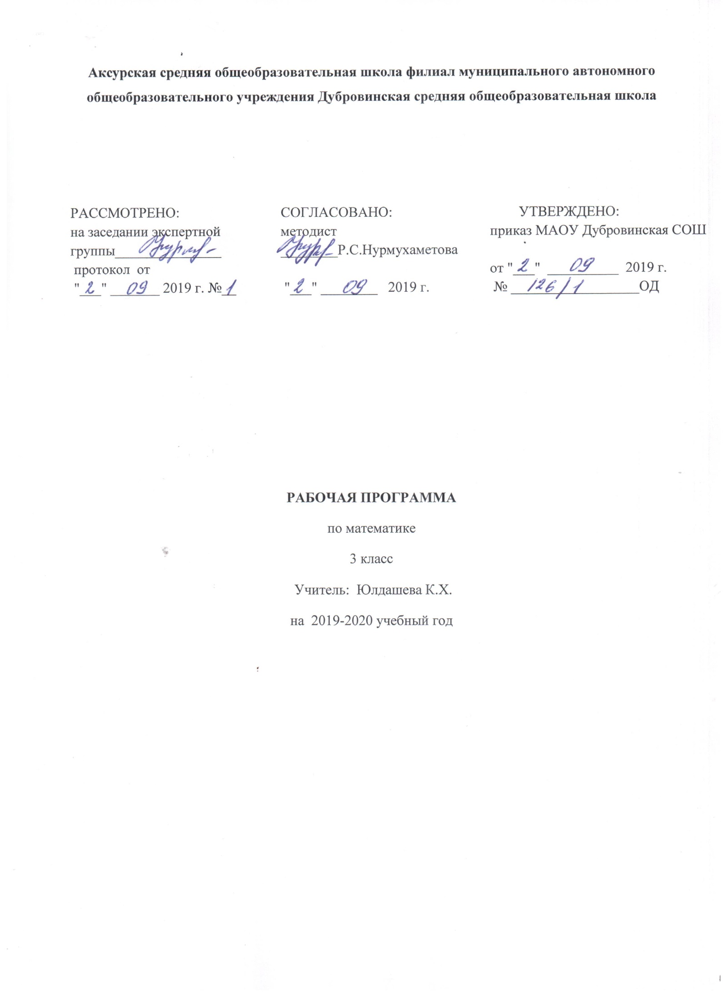 Аксурская средняя общеобразовательная школа филиал муниципального автономного
общеобразовательного учреждения Дубровинская средняя общеобразовательная школа
РАССМОТРЕНО:
на заседании экспертной
группы
протокол от
"2" 09 2019 г. №1
СОГЛАСОВАНО:
методист
Р.С.Нурмухаметова
"2" 09 2019 г.
УТВЕРЖДЕНО:
приказ МАОУ Дубровинская СОШ
от "2" 09 2019 г.
№ 126/1 ОД
РАБОЧАЯ ПРОГРАММА
по математике
3 класс
Учитель: Юлдашева К.Х.
на 2019-2020 учебный год